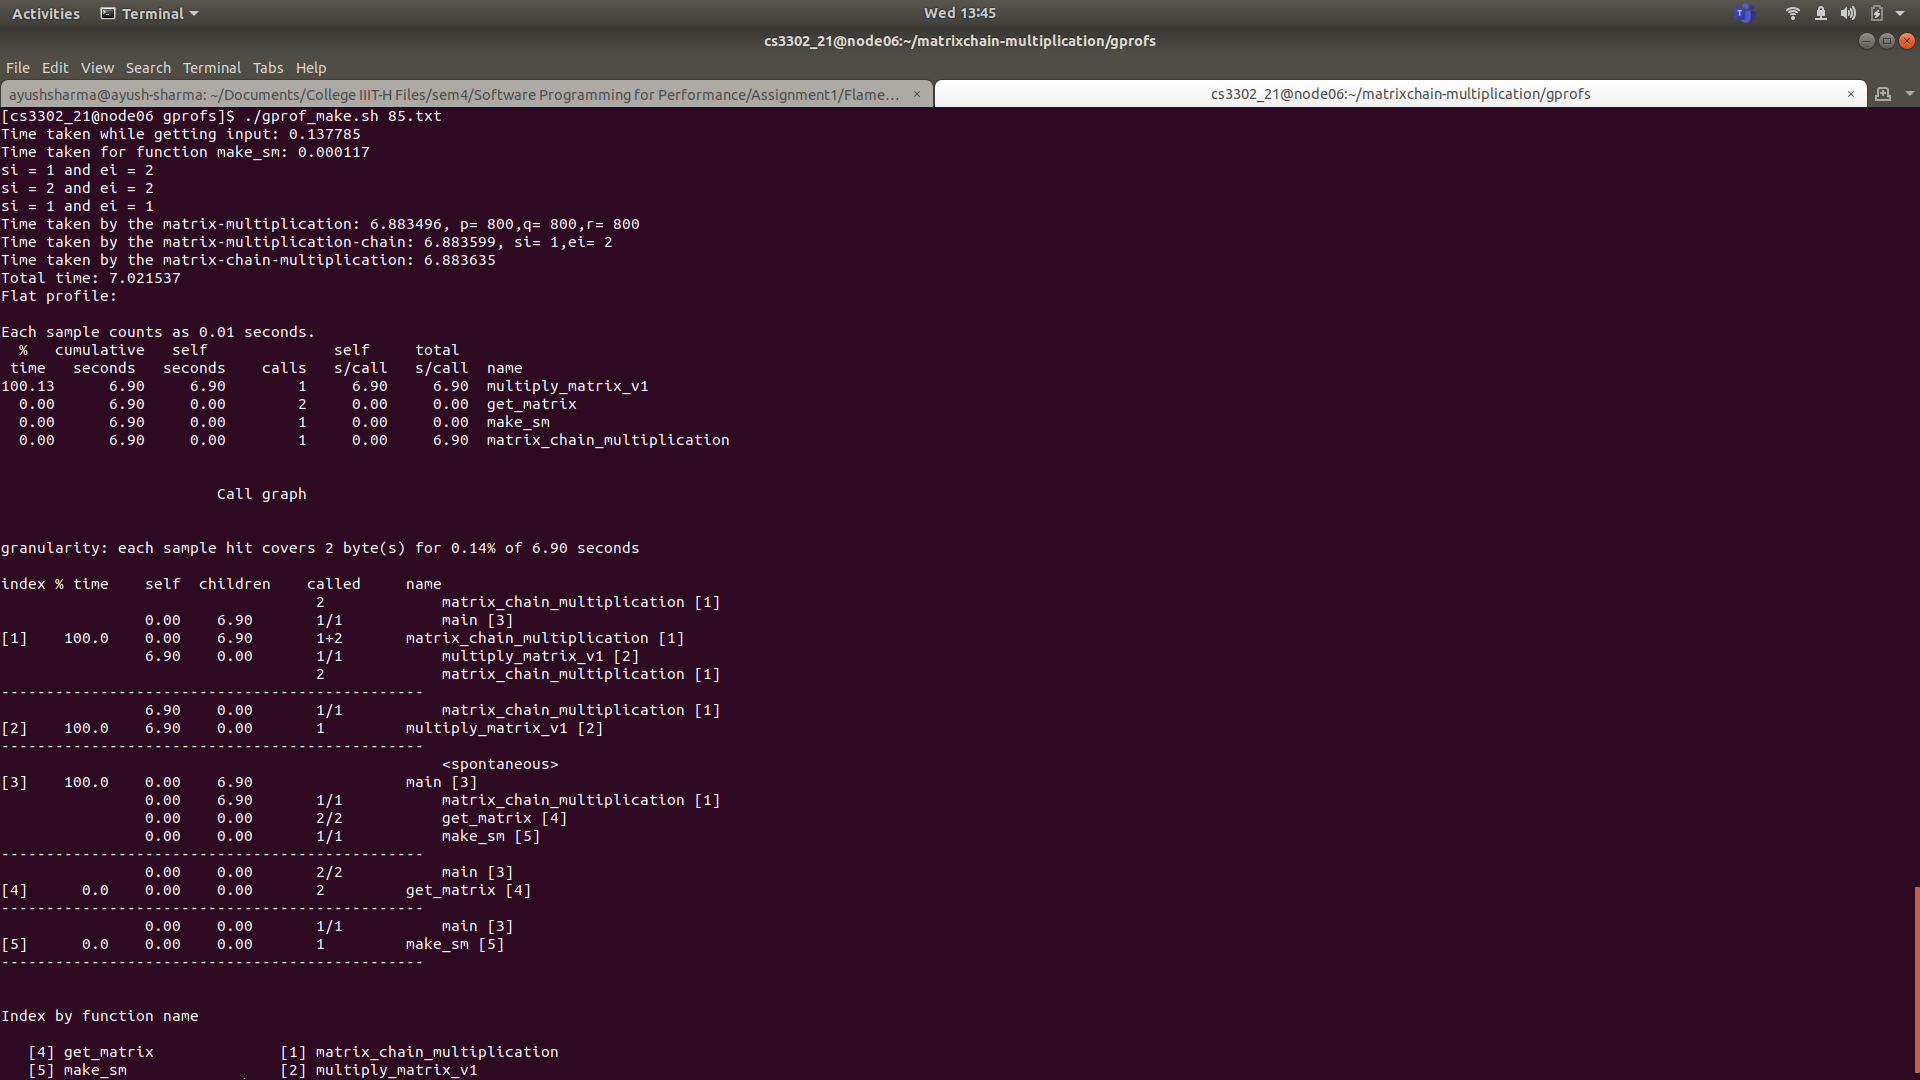 Activities Terminal Wed 13:45
cs3302_21@node06:~/matrixchain-multiplication/gprofs
File Edit View Search Terminal Tabs Help
ayushsharma@ayush-sharma: ~/Documents/College IIIT-H Files/sem4/Software Programming for Performance/Assignment1/Flame… × cs3302_21@node06:~/matrixchain-multiplication/gprofs ×
[cs3302_21@node06 gprofs]$ ./gprof_make.sh 85.txt
Time taken while getting input: 0.137785
Time taken for function make_sm: 0.000117
si = 1 and ei = 2
si = 2 and ei = 2
si = 1 and ei = 1
Time taken by the matrix-multiplication: 6.883496, p= 800,q= 800,r= 800
Time taken by the matrix-multiplication-chain: 6.883599, si= 1,ei= 2
Time taken by the matrix-chain-multiplication: 6.883635
Total time: 7.021537
Flat profile:

Each sample counts as 0.01 seconds.
  %   cumulative   self              self     total
 time   seconds   seconds    calls   s/call   s/call  name
100.13      6.90     6.90        1     6.90     6.90  multiply_matrix_v1
  0.00      6.90     0.00        2     0.00     0.00  get_matrix
  0.00      6.90     0.00        1     0.00     0.00  make_sm
  0.00      6.90     0.00        1     0.00     6.90  matrix_chain_multiplication

                        Call graph

granularity: each sample hit covers 2 byte(s) for 0.14% of 6.90 seconds

index % time    self  children    called     name
                                   2             matrix_chain_multiplication [1]
                0.00    6.90       1/1           main [3]
[1]    100.0    0.00    6.90       1+2       matrix_chain_multiplication [1]
                6.90    0.00       1/1           multiply_matrix_v1 [2]
                                   2             matrix_chain_multiplication [1]
-----------------------------------------------
                6.90    0.00       1/1           matrix_chain_multiplication [1]
[2]    100.0    6.90    0.00       1         multiply_matrix_v1 [2]
-----------------------------------------------
                                                 <spontaneous>
[3]    100.0    0.00    6.90                 main [3]
                0.00    6.90       1/1           matrix_chain_multiplication [1]
                0.00    0.00       2/2           get_matrix [4]
                0.00    0.00       1/1           make_sm [5]
-----------------------------------------------
                0.00    0.00       2/2           main [3]
[4]      0.0    0.00    0.00       2         get_matrix [4]
-----------------------------------------------
                0.00    0.00       1/1           main [3]
[5]      0.0    0.00    0.00       1         make_sm [5]
-----------------------------------------------

Index by function name

   [4] get_matrix              [1] matrix_chain_multiplication
   [5] make_sm                 [2] multiply_matrix_v1